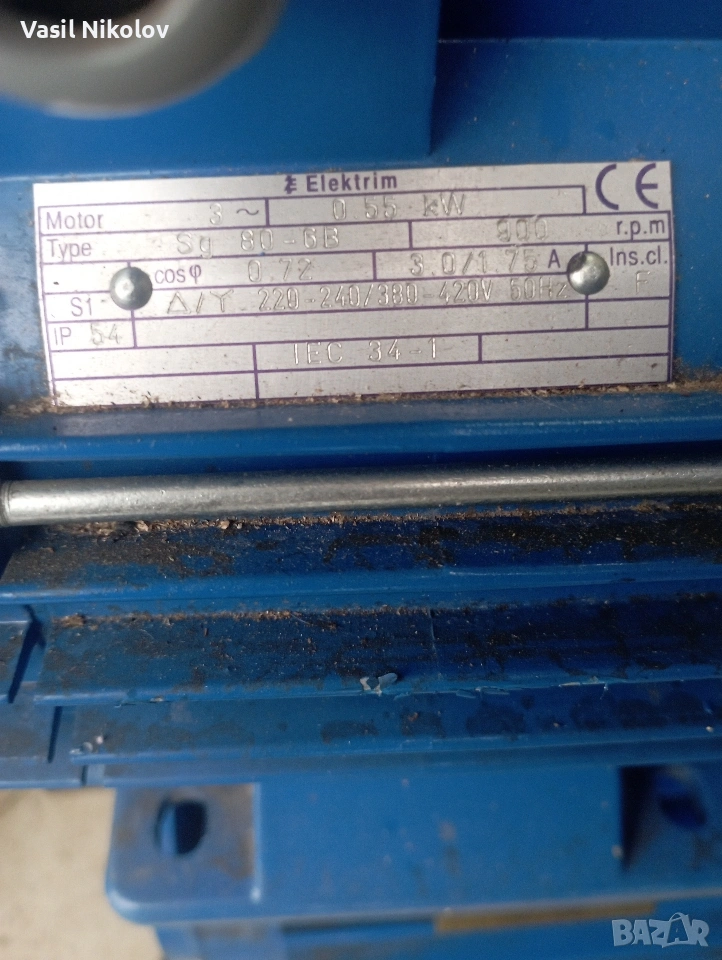 Vasil Nikolov
Elektrim
CE
Motor 3~ 0.55 kW
Type Sg 80-6B 900 r.p.m
cosφ 0.72 3.0/1.75 A Ins.cl.
S1 Δ/Y 220-240/380-420V 50Hz F
IP 54
IEC 34-1
BAZAR